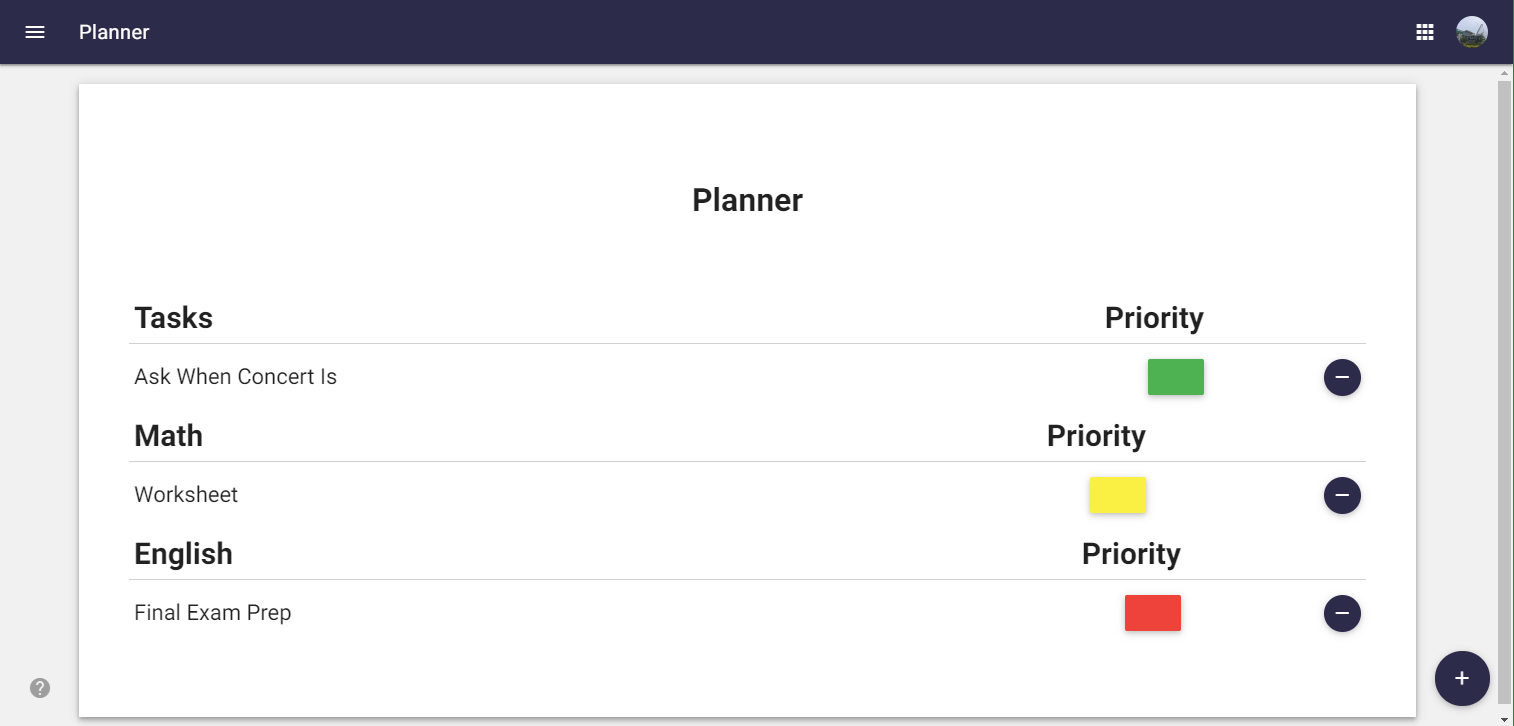 Planner
Planner
Tasks Priority
Ask When Concert Is
Math Priority
Worksheet
English Priority
Final Exam Prep